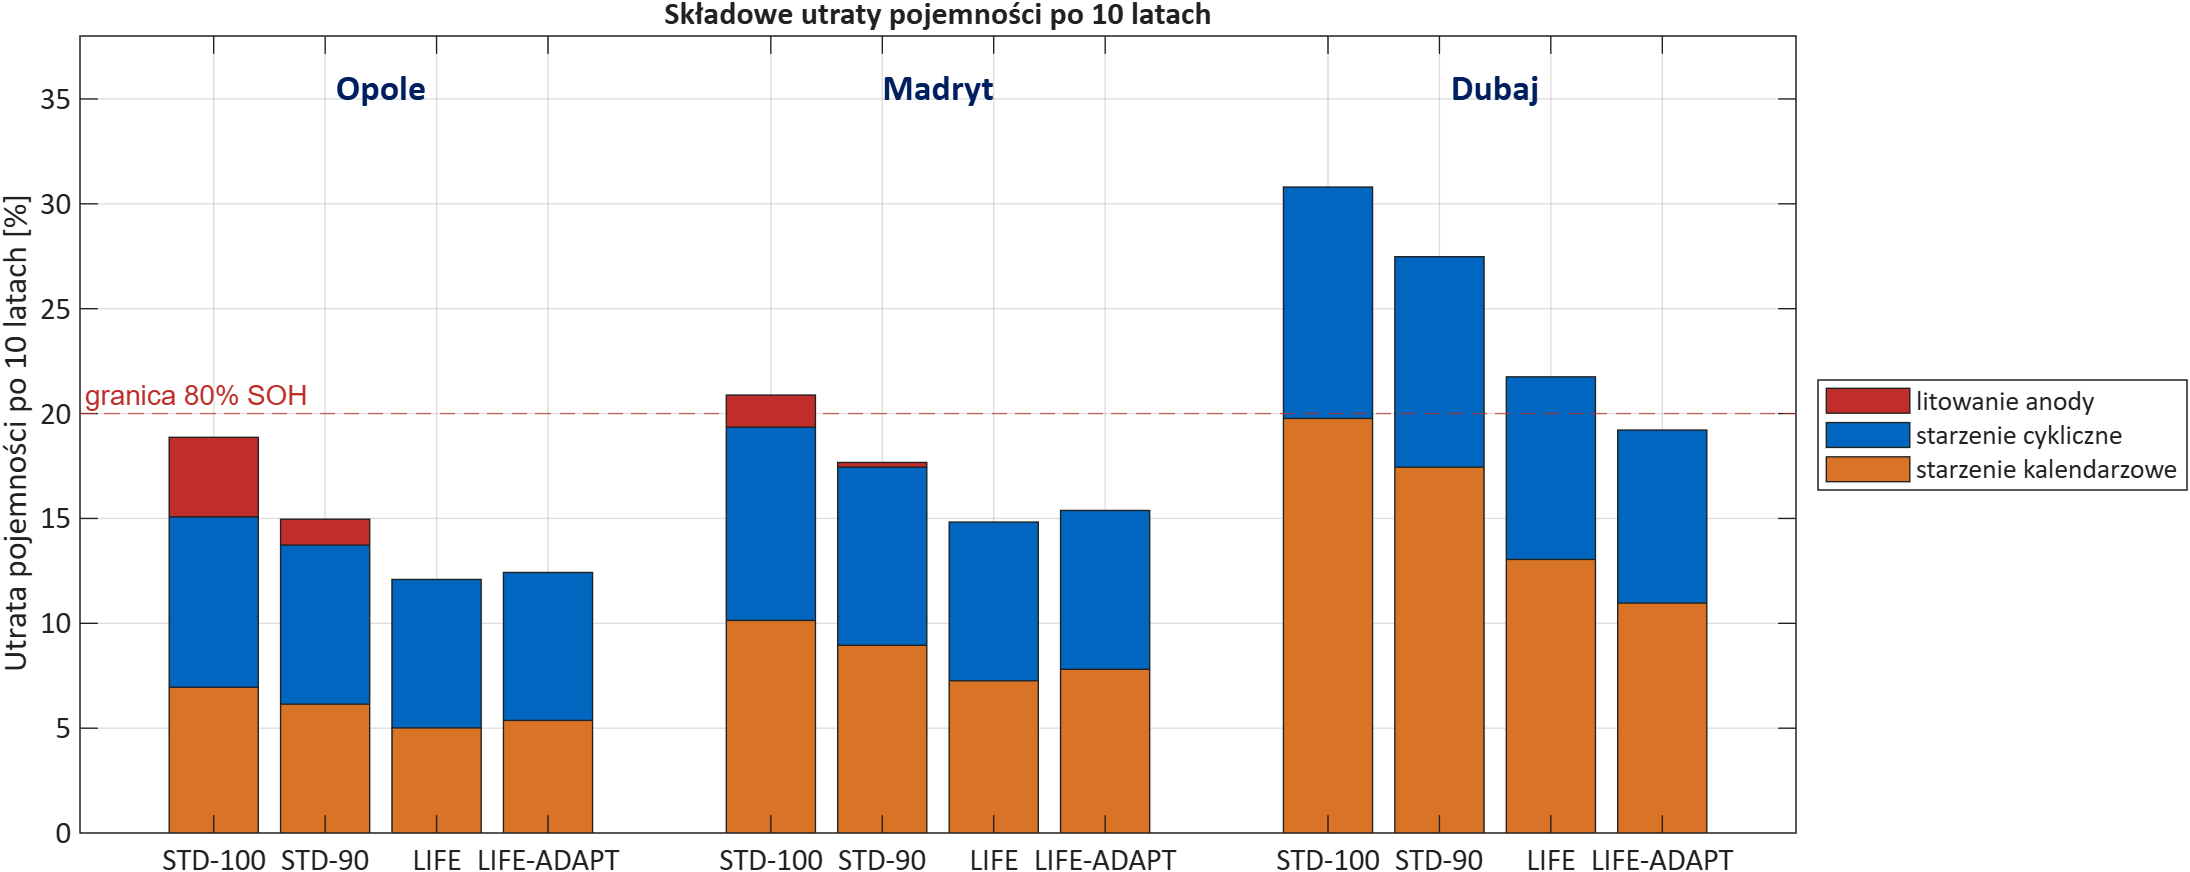 Składowe utraty pojemności po 10 latach
Utrata pojemności po 10 latach [%]
35
30
25
20
15
10
5
0
Opole
Madryt
Dubaj
granica 80% SOH
STD-100 STD-90 LIFE LIFE-ADAPT STD-100 STD-90 LIFE LIFE-ADAPT STD-100 STD-90 LIFE LIFE-ADAPT
litowanie anody
starzenie cykliczne
starzenie kalendarzowe